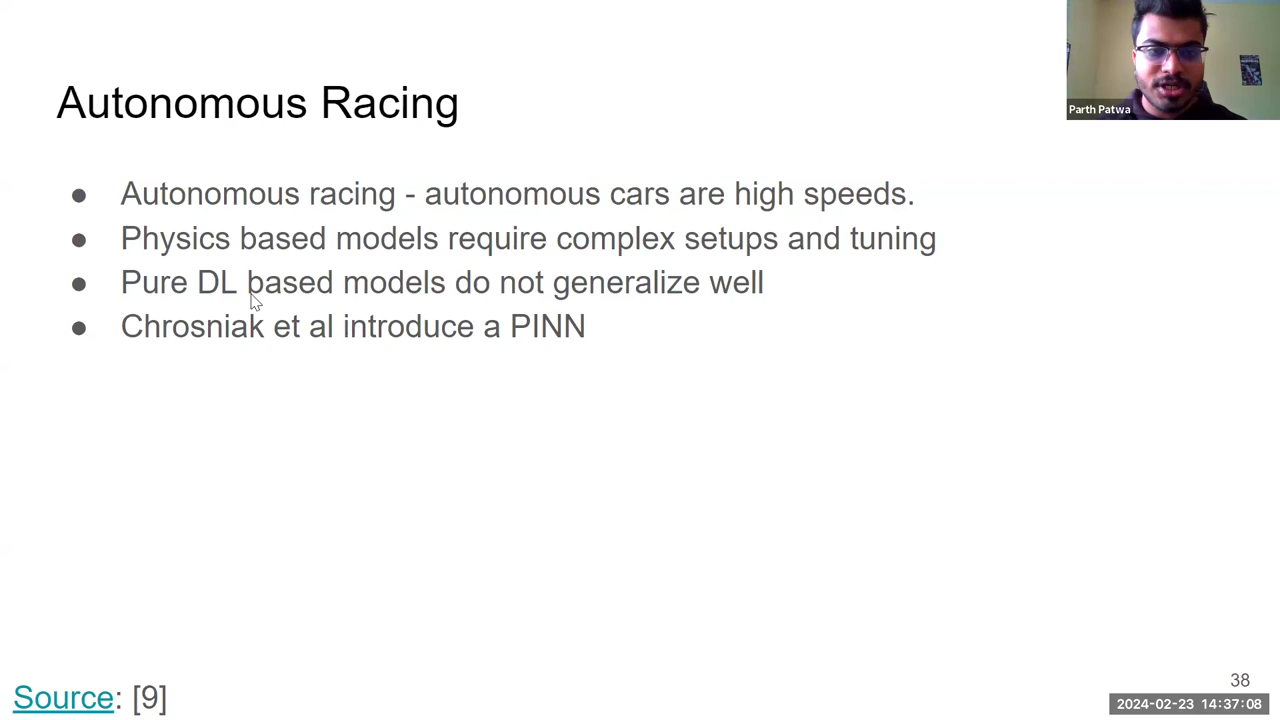 Autonomous Racing
Parth Patwa
● Autonomous racing - autonomous cars are high speeds.
● Physics based models require complex setups and tuning
● Pure DL based models do not generalize well
● Chrosniak et al introduce a PINN
38
Source: [9]
2024-02-23 14:37:08